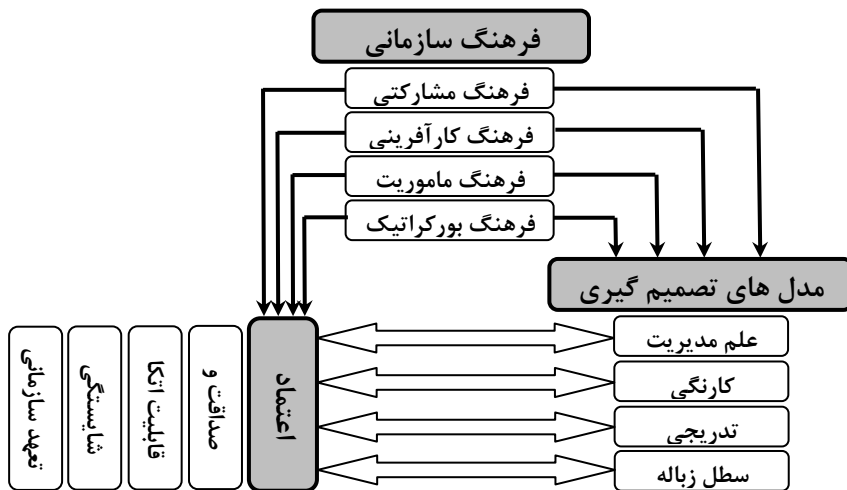 فرهنگ سازمانی
فرهنگ مشارکتی
فرهنگ کارآفرینی
فرهنگ ماموریت
فرهنگ بورکراتیک
مدل های تصمیم گیری
علم مدیریت
کارنگی
تدریجی
سطل زباله
اعتماد
صداقت و
قابلیت اتکا
شایستگی
تعهد سازمانی